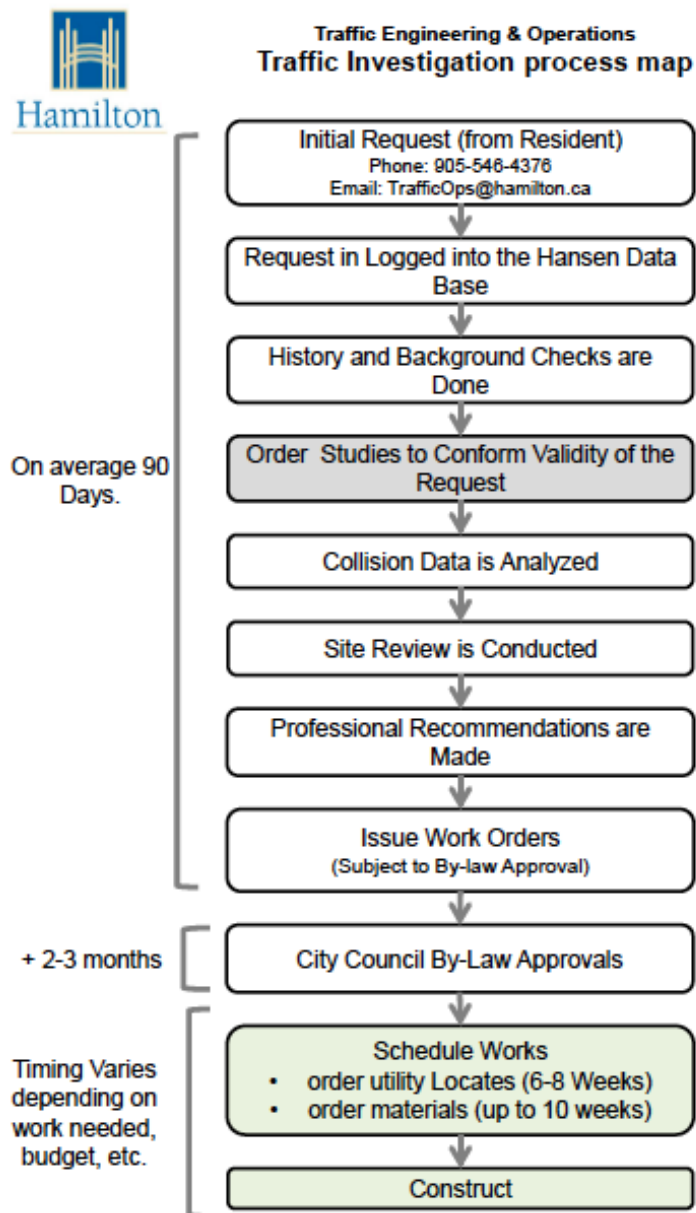 Hamilton
Traffic Engineering & Operations
Traffic Investigation process map
Initial Request (from Resident)
Phone: 905-546-4376
Email: TrafficOps@hamilton.ca
Request in Logged into the Hansen Data
Base
History and Background Checks are
Done
Order Studies to Conform Validity of the
Request
Collision Data is Analyzed
Site Review is Conducted
Professional Recommendations are
Made
Issue Work Orders
(Subject to By-law Approval)
On average 90
Days.
City Council By-Law Approvals
+ 2-3 months
Schedule Works
• order utility Locates (6-8 Weeks)
• order materials (up to 10 weeks)
Construct
Timing Varies
depending on
work needed,
budget, etc.